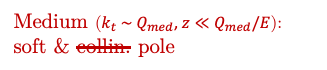 Medium (k_t ~ Q_med, z ≪ Q_med/E):
soft & collin. pole